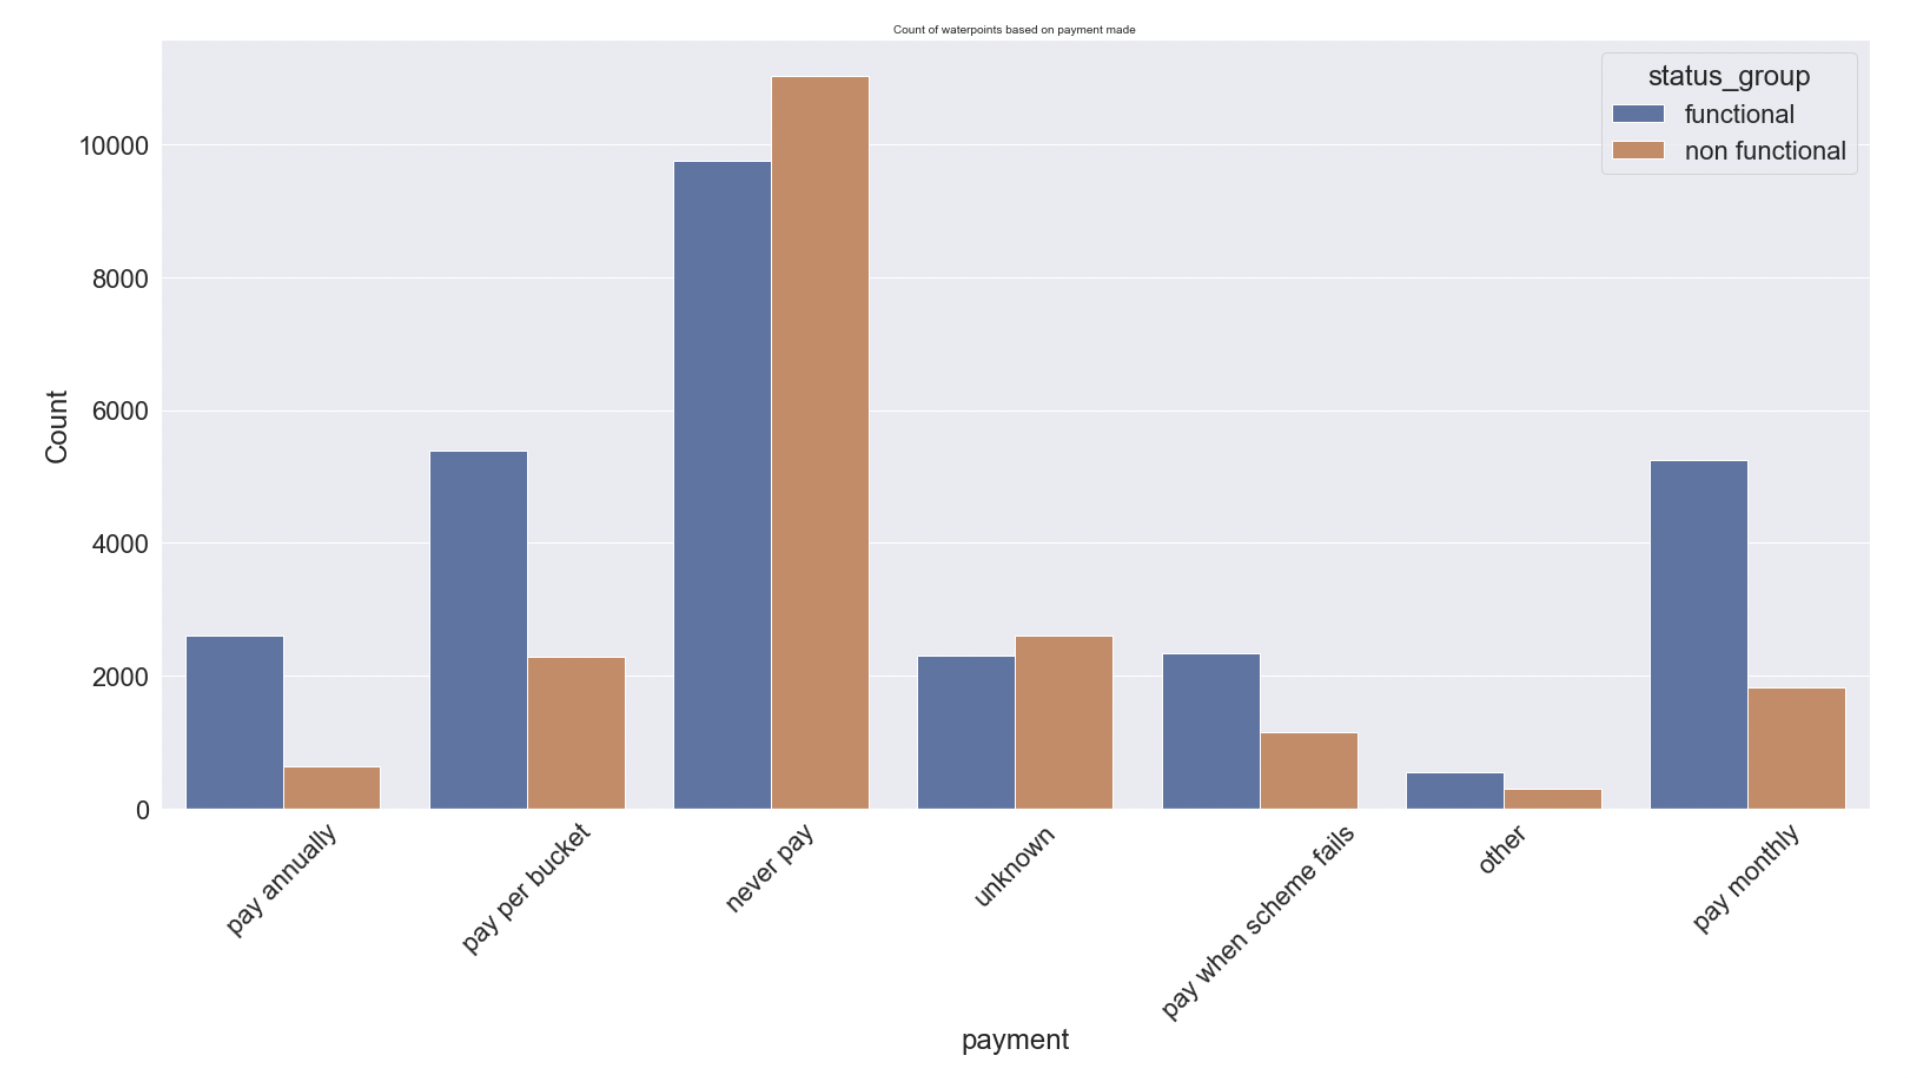 Count of waterpoints based on payment made
status_group
functional
non functional
10000
8000
6000
4000
2000
0
Count
pay annually
pay per bucket
never pay
unknown
pay when scheme fails
other
pay monthly
payment